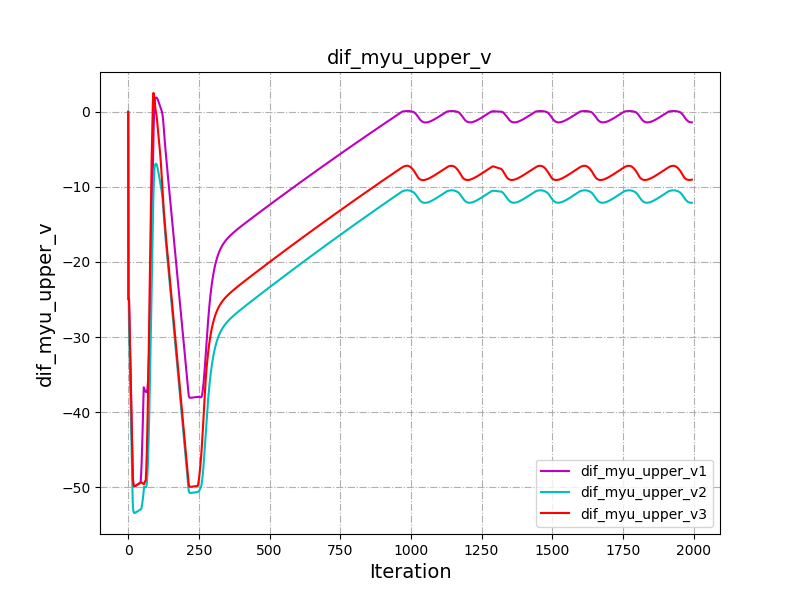 dif_myu_upper_v
dif_myu_upper_v
0
−10
−20
−30
−40
−50
0
250
500
750
1000
1250
1500
1750
2000
Iteration
dif_myu_upper_v1
dif_myu_upper_v2
dif_myu_upper_v3